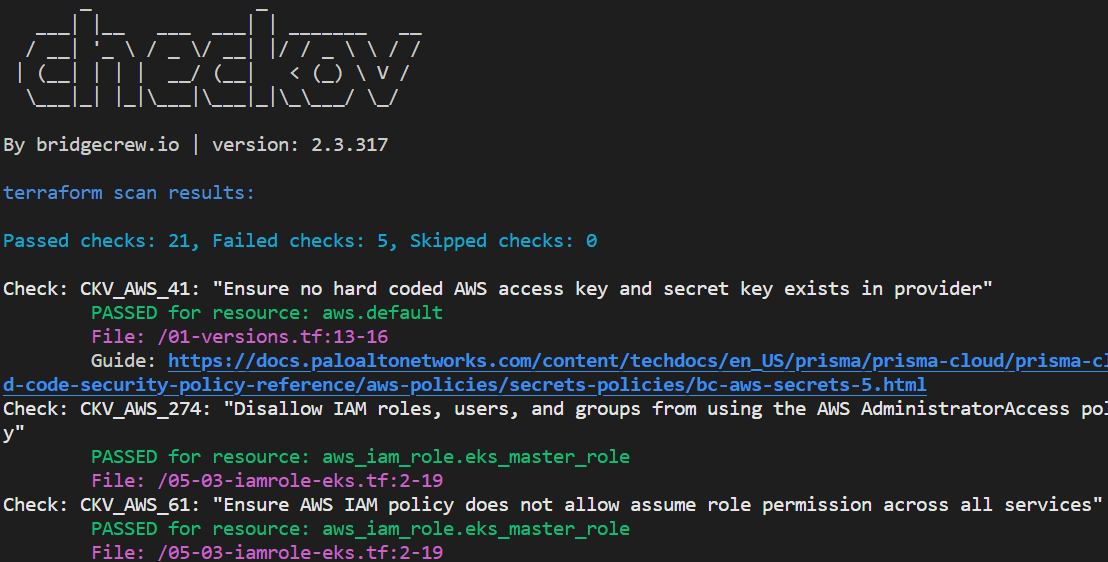 checkov
By bridgecrew.io | version: 2.3.317
terraform scan results:
Passed checks: 21, Failed checks: 5, Skipped checks: 0
Check: CKV_AWS_41: "Ensure no hard coded AWS access key and secret key exists in provider"
PASSED for resource: aws.default
File: /01-versions.tf:13-16
Guide: https://docs.paloaltonetworks.com/content/techdocs/en_US/prisma/prisma-cloud/prisma-cl
d-code-security-policy-reference/aws-policies/secrets-policies/bc-aws-secrets-5.html
Check: CKV_AWS_274: "Disallow IAM roles, users, and groups from using the AWS AdministratorAccess pol
y"
PASSED for resource: aws_iam_role.eks_master_role
File: /05-03-iamrole-eks.tf:2-19
Check: CKV_AWS_61: "Ensure AWS IAM policy does not allow assume role permission across all services"
PASSED for resource: aws_iam_role.eks_master_role
File: /05-03-iamrole-eks.tf:2-19